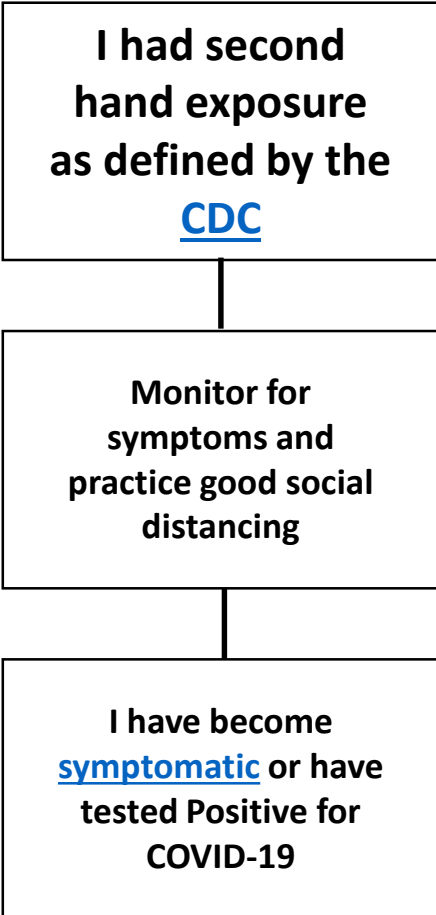 I had second
hand exposure
as defined by the
CDC
Monitor for
symptoms and
practice good social
distancing
I have become
symptomatic or have
tested Positive for
COVID-19